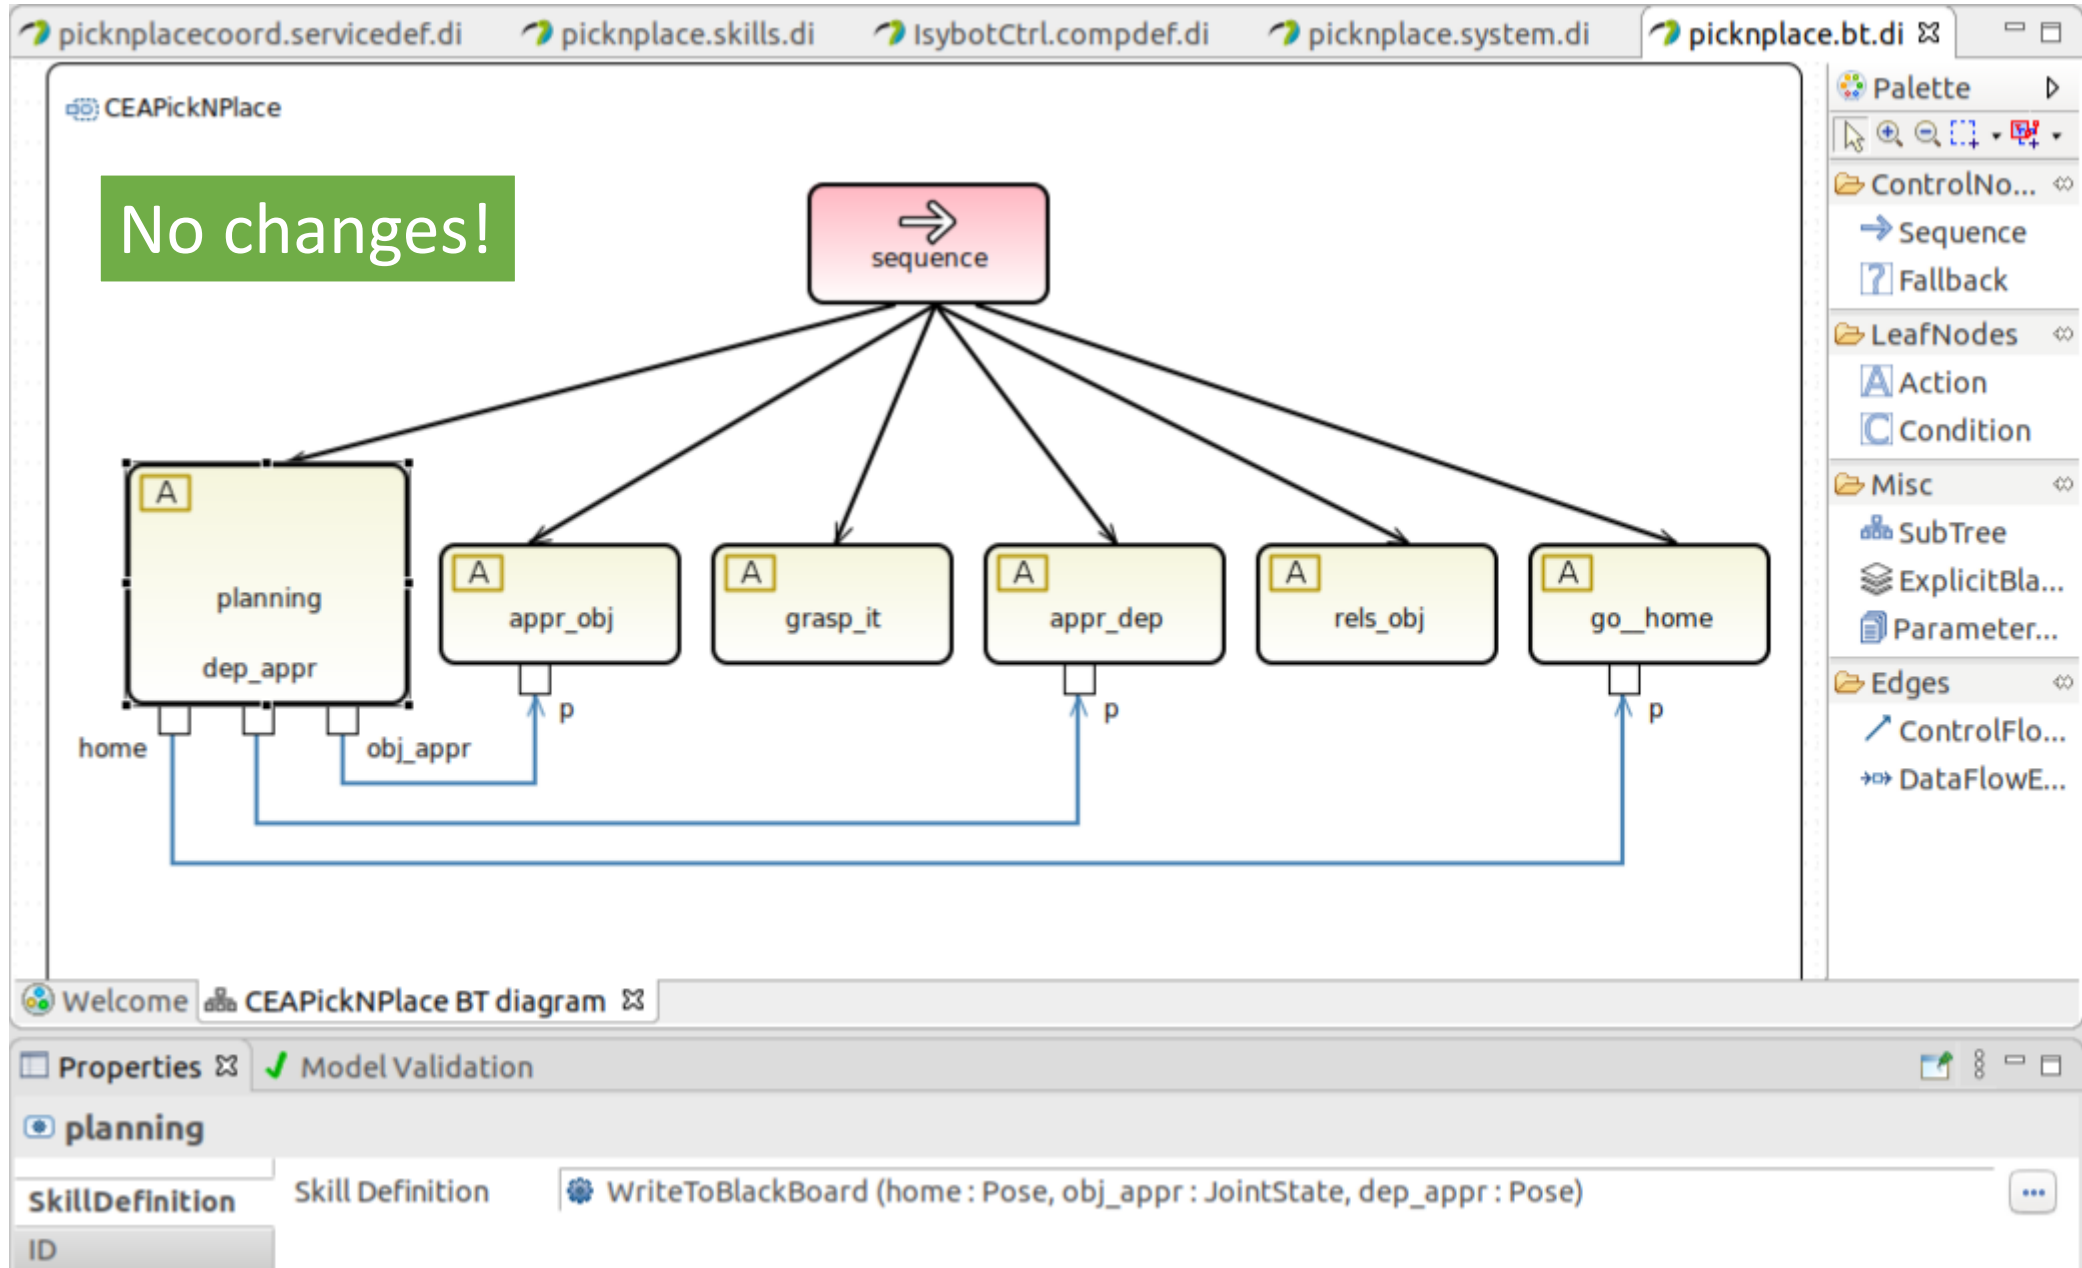 picknplacecoord.servicedef.di picknplace.skills.di IsybotCtrl.compdef.di picknplace.system.di picknplace.bt.di
CEAPickNPlace
No changes!
sequence
A
planning
dep_appr
A
appr_obj
A
grasp_it
A
appr_dep
A
rels_obj
A
go__home
home
obj_appr
p
p
p
Palette
ControlNo...
Sequence
? Fallback
LeafNodes
A Action
C Condition
Misc
SubTree
ExplicitBla...
Parameter...
Edges
ControlFlo...
DataFlowE...
Welcome CEAPickNPlace BT diagram
Properties Model Validation
planning
SkillDefinition
ID
Skill Definition WriteToBlackBoard (home : Pose, obj_appr : JointState, dep_appr : Pose)
...